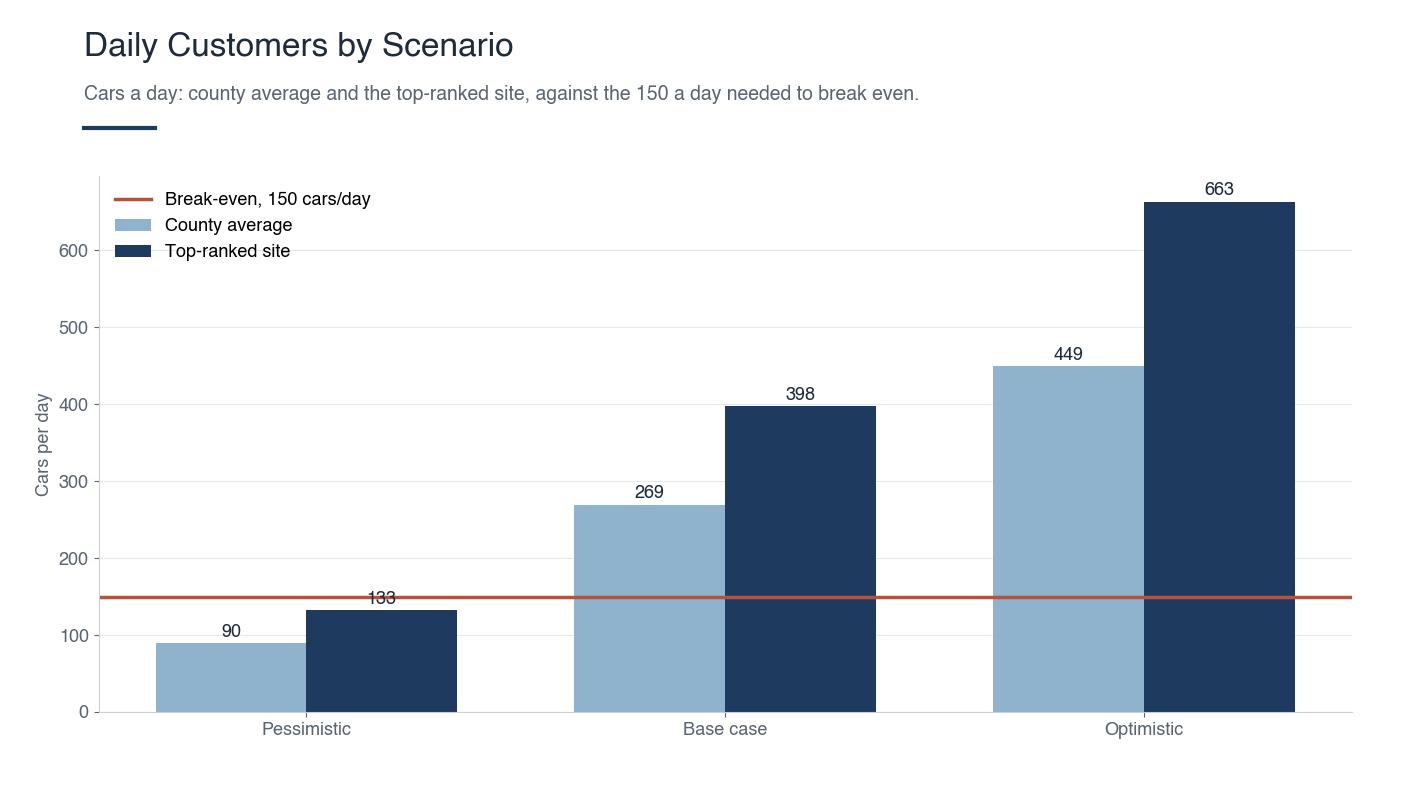 Daily Customers by Scenario
Cars a day: county average and the top-ranked site, against the 150 a day needed to break even.
Break-even, 150 cars/day
County average
Top-ranked site
Cars per day
600
500
400
300
200
100
0
90
133
269
398
449
663
Pessimistic
Base case
Optimistic